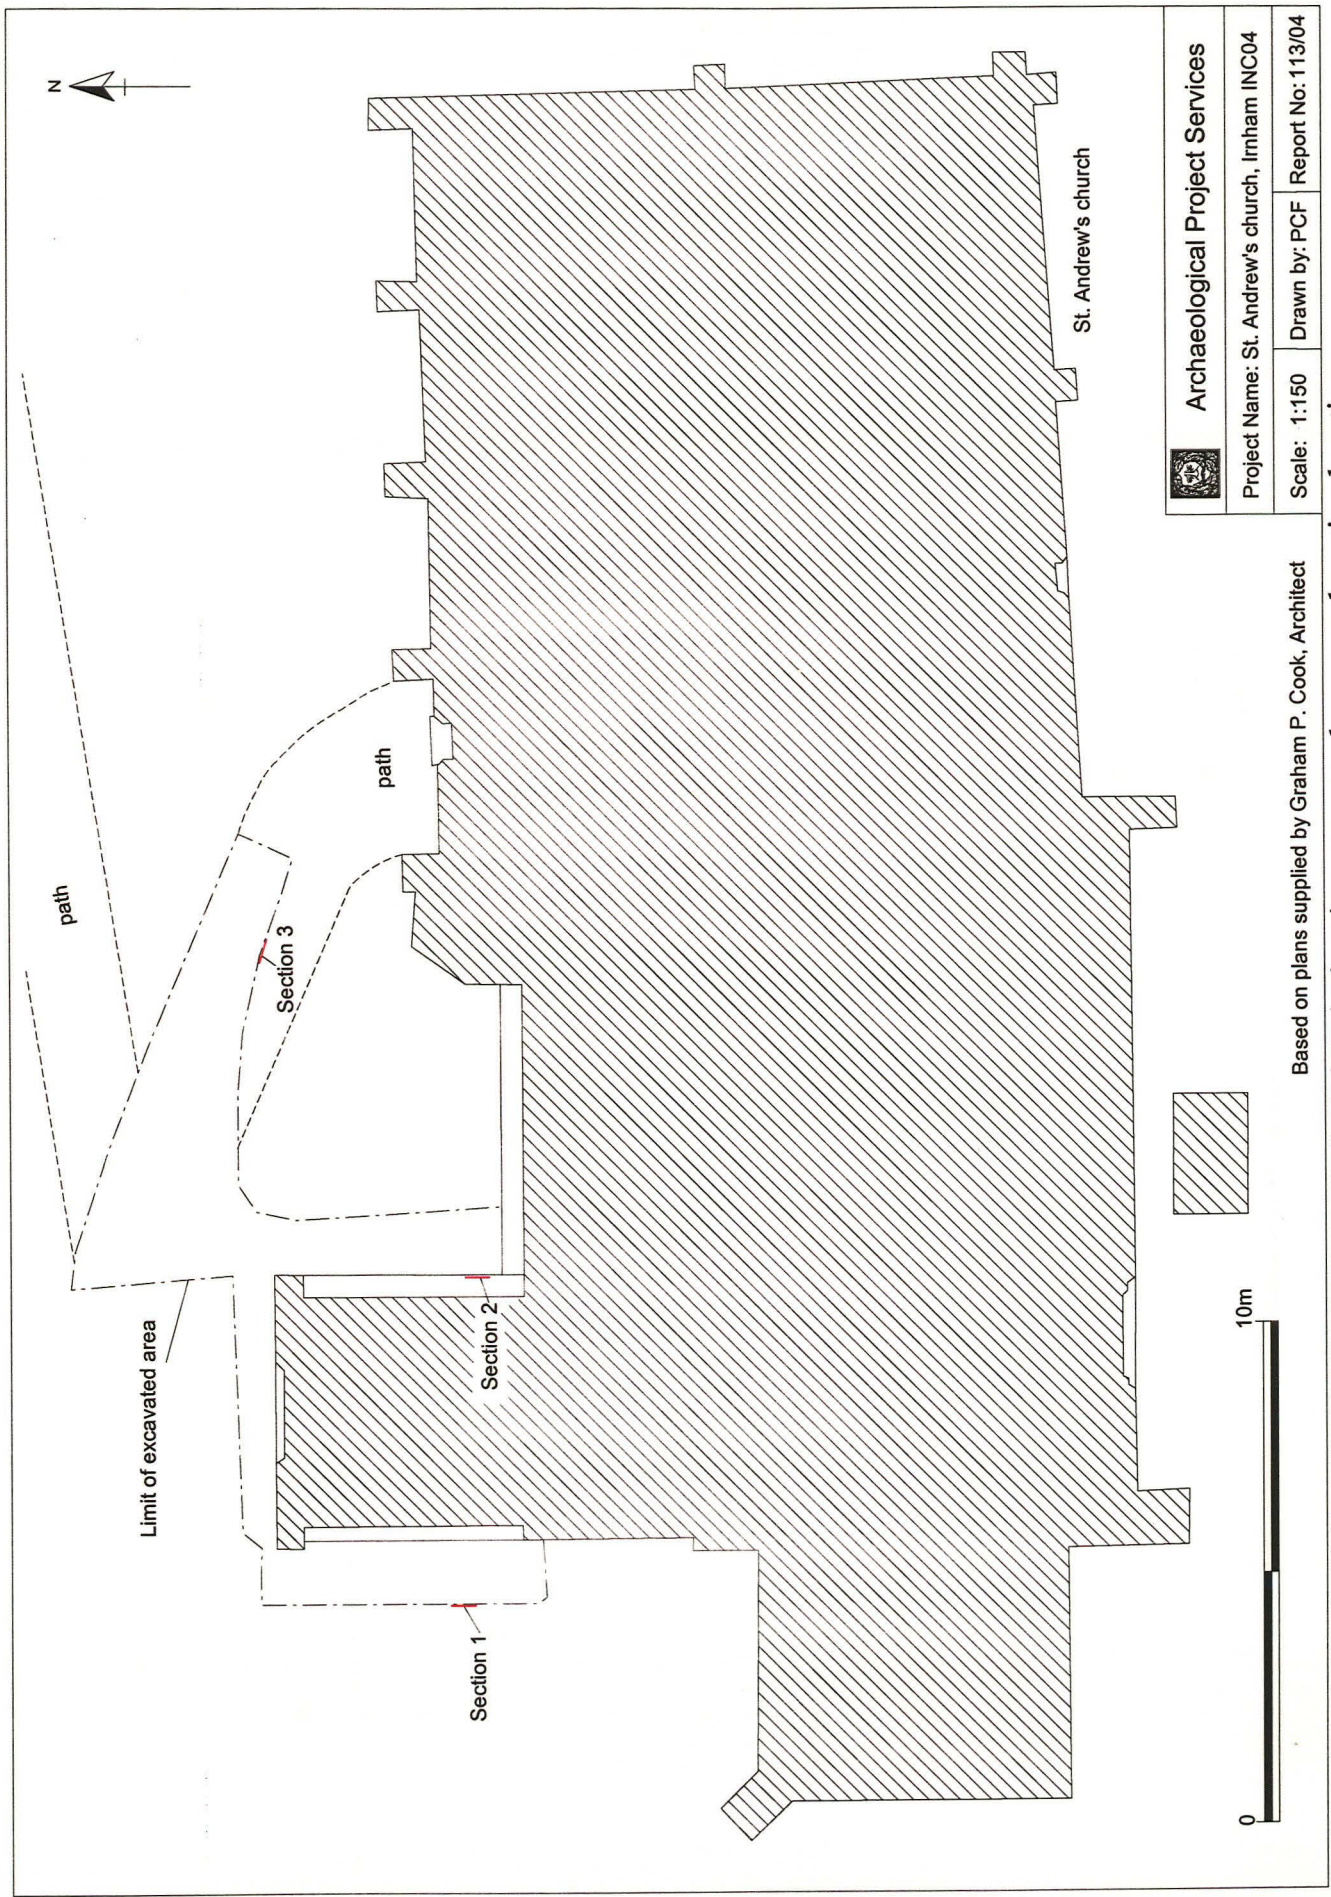 N
path
path
Section 3
Limit of excavated area
Section 2
Section 1
St. Andrew's church
0
10m
Based on plans supplied by Graham P. Cook, Architect
Archaeological Project Services
Project Name: St. Andrew's church, Irnham INC04
Scale: 1:150
Drawn by: PCF
Report No: 113/04